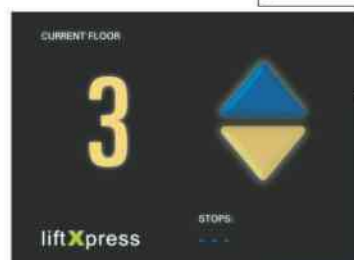 CURRENT FLOOR
3
STOPS:
- - -
liftXpress